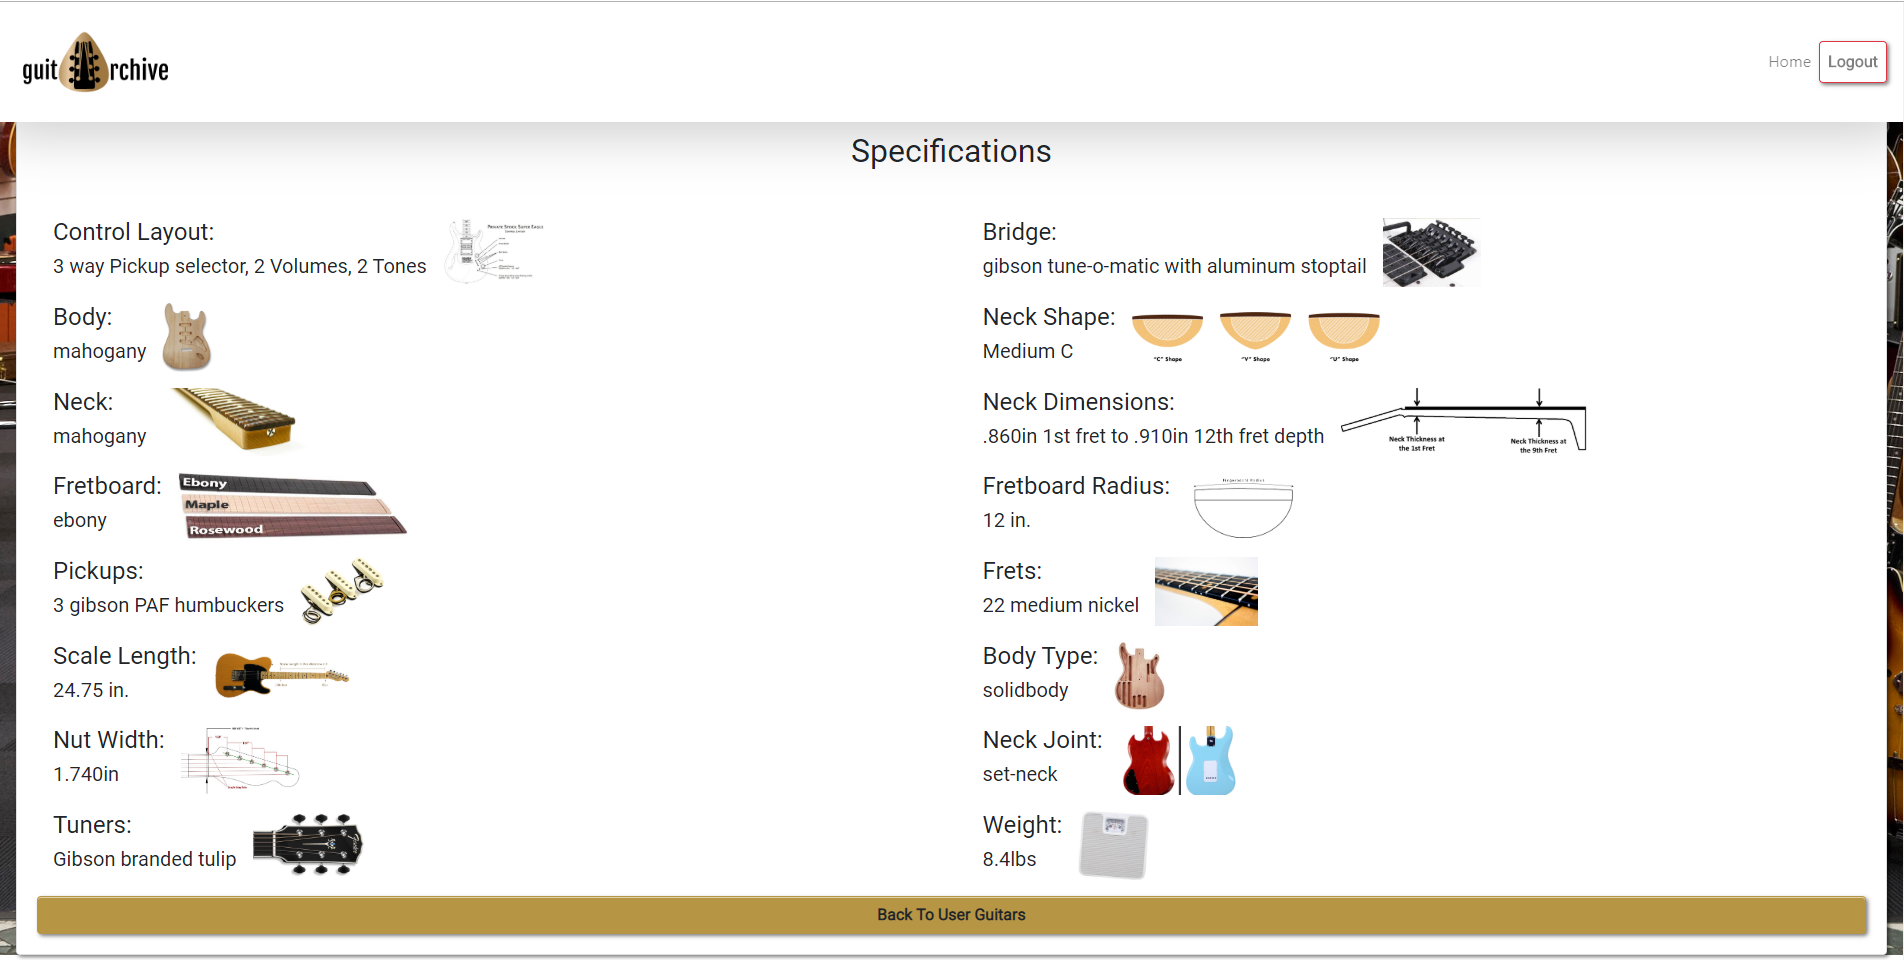 guit rchive
Home
Logout
Specifications
Control Layout:
3 way Pickup selector, 2 Volumes, 2 Tones
Private Stock Super Eagle
Body:
mahogany
Neck:
mahogany
Fretboard:
ebony
Ebony
Maple
Rosewood
Pickups:
3 gibson PAF humbuckers
Scale Length:
24.75 in.
Nut Width:
1.740in
Tuners:
Gibson branded tulip
Bridge:
gibson tune-o-matic with aluminum stoptail
Neck Shape:
Medium C
"C" Shape
"V" Shape
"U" Shape
Neck Dimensions:
.860in 1st fret to .910in 12th fret depth
Neck Thickness at
the 1st Fret
Neck Thickness at
the 9th Fret
Fretboard Radius:
12 in.
Frets:
22 medium nickel
Body Type:
solidbody
Neck Joint:
set-neck
Weight:
8.4lbs
Back To User Guitars